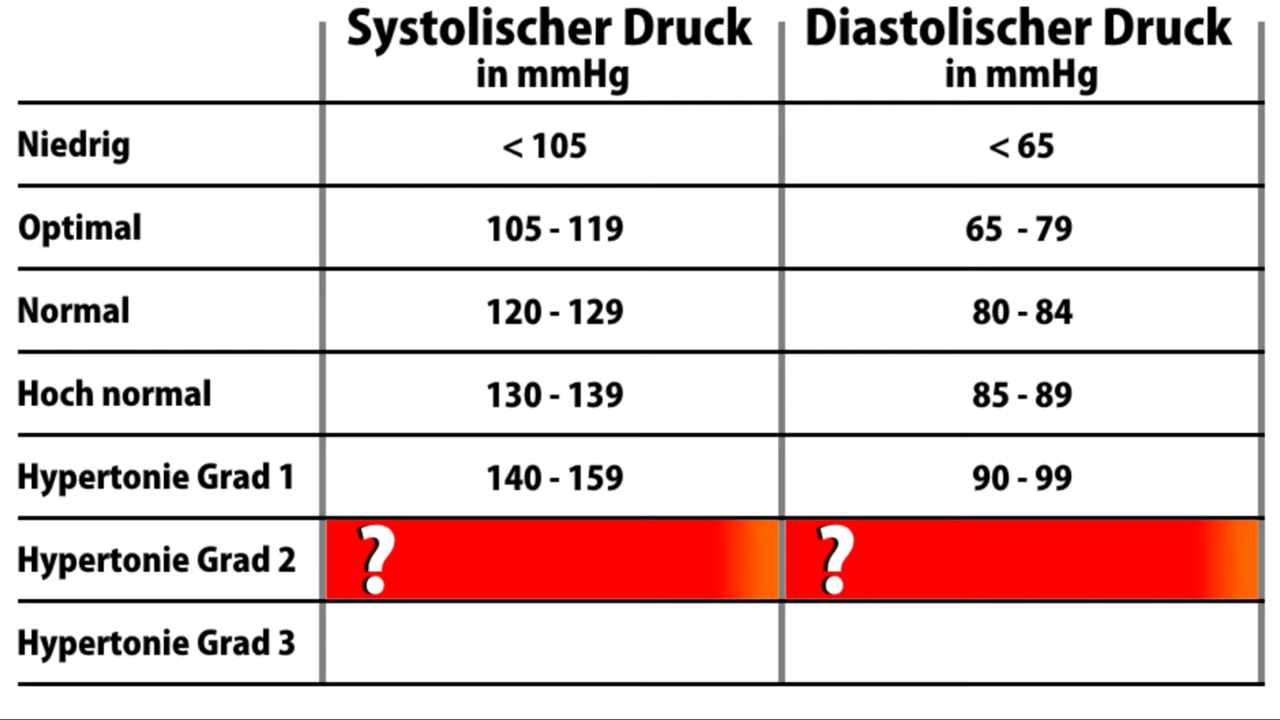 Systolischer Druck Diastolischer Druck
in mmHg in mmHg
Niedrig < 105 < 65
Optimal 105 - 119 65 - 79
Normal 120 - 129 80 - 84
Hoch normal 130 - 139 85 - 89
Hypertonie Grad 1 140 - 159 90 - 99
Hypertonie Grad 2 ? ?
Hypertonie Grad 3